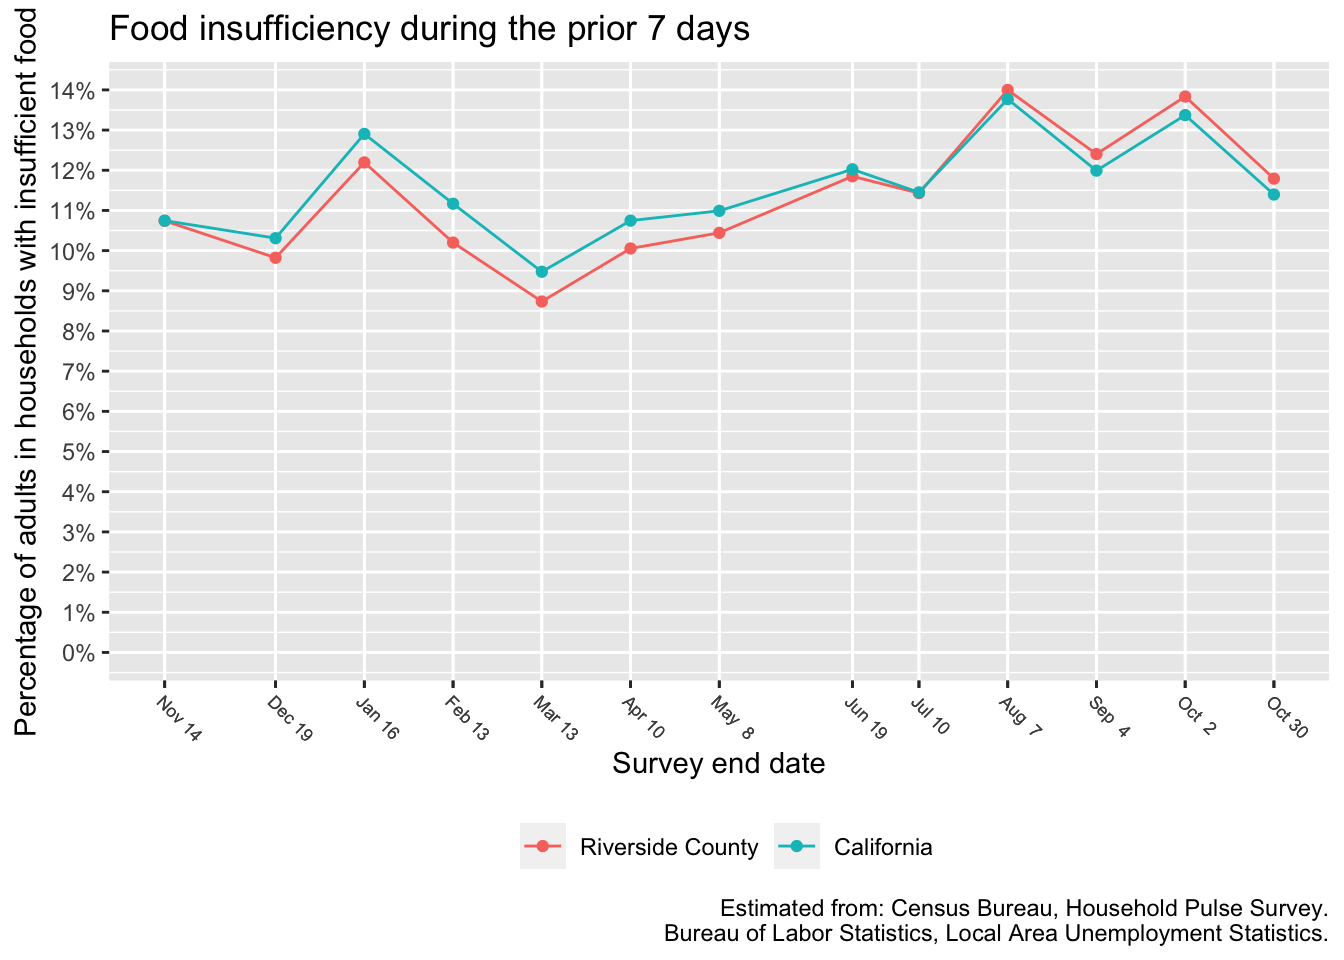 Food insufficiency during the prior 7 days
Percentage of adults in households with insufficient food
14%
13%
12%
11%
10%
9%
8%
7%
6%
5%
4%
3%
2%
1%
0%
Nov 14
Dec 19
Jan 16
Feb 13
Mar 13
Apr 10
May 8
Jun 19
Jul 10
Aug 7
Sep 4
Oct 2
Oct 30
Survey end date
Riverside County
California
Estimated from: Census Bureau, Household Pulse Survey.
Bureau of Labor Statistics, Local Area Unemployment Statistics.